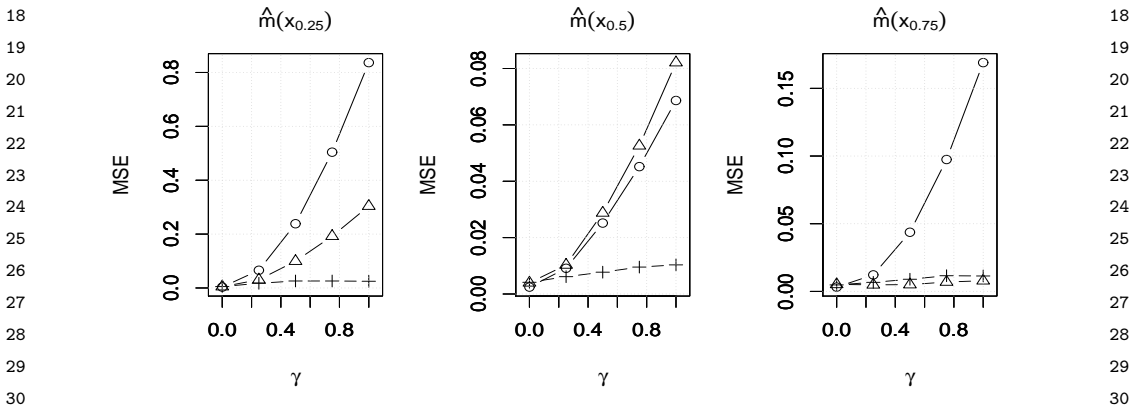 18 m̂(x0.25) m̂(x0.5) m̂(x0.75) 18
19 19
20 0.8 0.08 0.15 20
21 21
22 0.6 0.06 22
23 MSE MSE MSE 0.10 23
24 0.4 0.04 24
25 0.2 0.02 0.05 25
26 0.0 0.00 0.00 26
27 27
28 0.0 0.4 0.8 0.0 0.4 0.8 0.0 0.4 0.8 28
29 γ γ γ 29
30 30